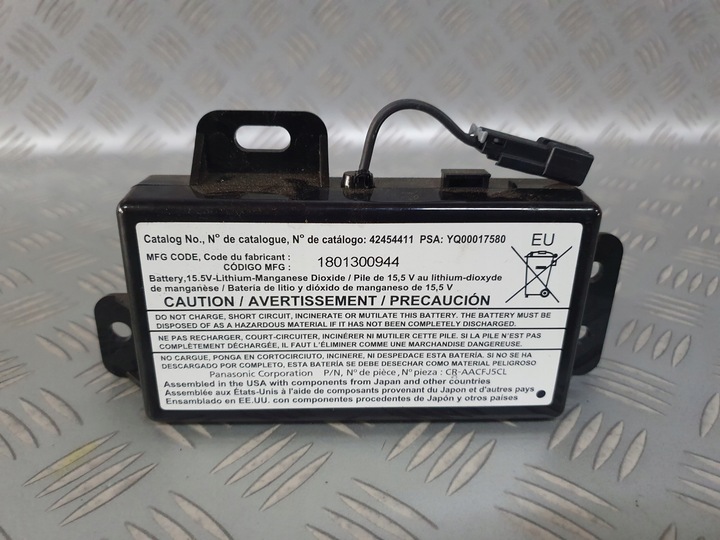 Catalog No., N° de catalogue, N° de catálogo: 42454411 PSA: YQ00017580
EU
MFG CODE, Code du fabricant :
CÓDIGO MFG :
1801300944
Battery,15.5V-Lithium-Manganese Dioxide / Pile de 15,5 V au lithium-dioxyde
de manganèse / Batería de litio y dióxido de manganeso de 15,5 V
CAUTION / AVERTISSEMENT / PRECAUCIÓN
DO NOT CHARGE, SHORT CIRCUIT, INCINERATE OR MUTILATE THIS BATTERY. THE BATTERY MUST BE
DISPOSED OF AS A HAZARDOUS MATERIAL IF IT HAS NOT BEEN COMPLETELY DISCHARGED.
NE PAS RECHARGER, COURT-CIRCUITER, INCINÉRER NI MUTILER CETTE PILE. SI LA PILE N'EST PAS
COMPLÈTEMENT DÉCHARGÉE, IL FAUT L'ÉLIMINER COMME UNE MARCHANDISE DANGEREUSE.
NO CARGUE, PONGA EN CORTOCIRCIUTO, INCINERE, NI DESPEDACE ESTA BATERÍA. SI NO SE HA
DESCARGADO POR COMPLETO, ESTA BATERÍA SE DEBE DESECHAR COMO MATERIAL PELIGROSO
Panasonic Corporation P/N, N° de pièce, N° pieza : CR-AACFJ5CL
Assembled in the USA with components from Japan and other countries
Assemblée aux États-Unis à l'aide de composants provenant du Japon et d'autres pays
Ensamblado en EE.UU. con componentes procedentes de Japón y otros países